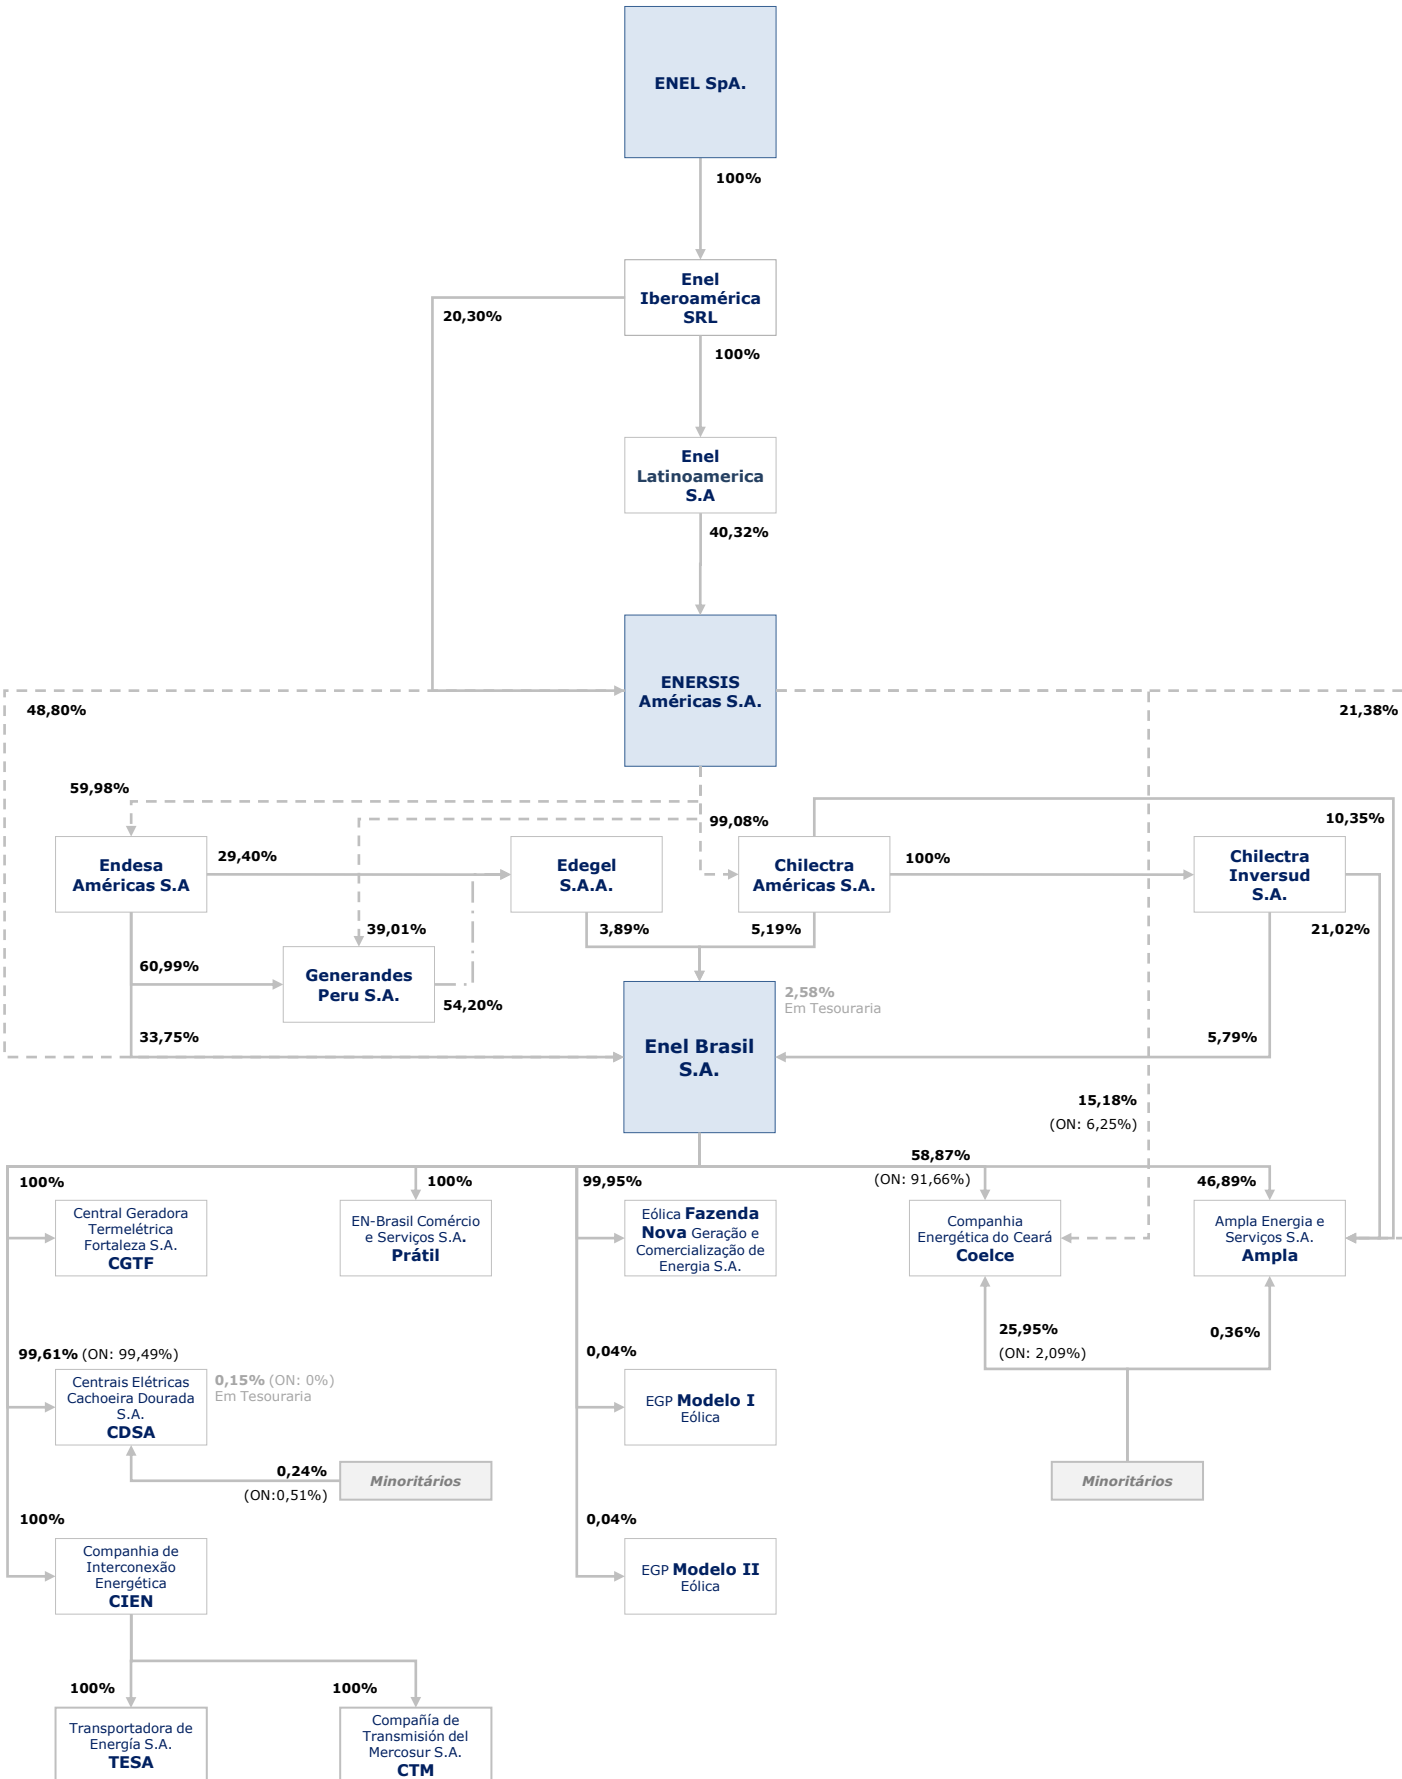 ENEL SpA.
100%
Enel
Iberoamérica
SRL
20,30%
100%
Enel
Latinoamerica
S.A
40,32%
ENERSIS
Américas S.A.
48,80%
21,38%
59,98%
99,08%
10,35%
Endesa
Américas S.A
29,40%
Edegel
S.A.A.
Chilectra
Américas S.A.
100%
Chilectra
Inversud
S.A.
39,01%
3,89%
5,19%
21,02%
60,99%
Generandes
Peru S.A.
54,20%
2,58%
Em Tesouraria
33,75%
Enel Brasil
S.A.
5,79%
15,18%
(ON: 6,25%)
58,87%
(ON: 91,66%)
100%
100%
99,95%
46,89%
Central Geradora
Termelétrica
Fortaleza S.A.
CGTF
EN-Brasil Comércio
e Serviços S.A.
Prátil
Eólica Fazenda
Nova Geração e
Comercialização de
Energia S.A.
Companhia
Energética do Ceará
Coelce
Ampla Energia e
Serviços S.A.
Ampla
25,95%
(ON: 2,09%)
0,36%
99,61% (ON: 99,49%)
0,04%
Centrais Elétricas
Cachoeira Dourada
S.A.
CDSA
0,15% (ON: 0%)
Em Tesouraria
EGP Modelo I
Eólica
0,24%
(ON:0,51%)
Minoritários
Minoritários
100%
0,04%
Companhia de
Interconexão
Energética
CIEN
EGP Modelo II
Eólica
100%
100%
Transportadora de
Energía S.A.
TESA
Compañía de
Transmisión del
Mercosur S.A.
CTM